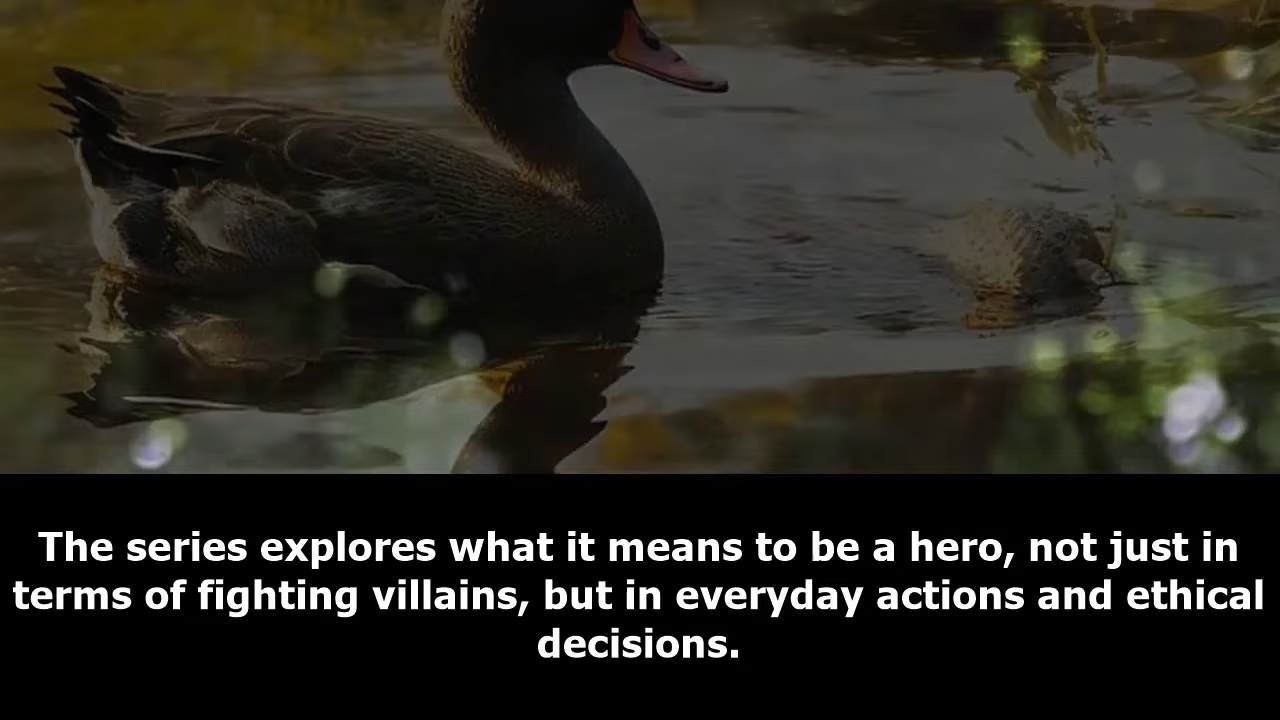 The series explores what it means to be a hero, not just in
terms of fighting villains, but in everyday actions and ethical
decisions.